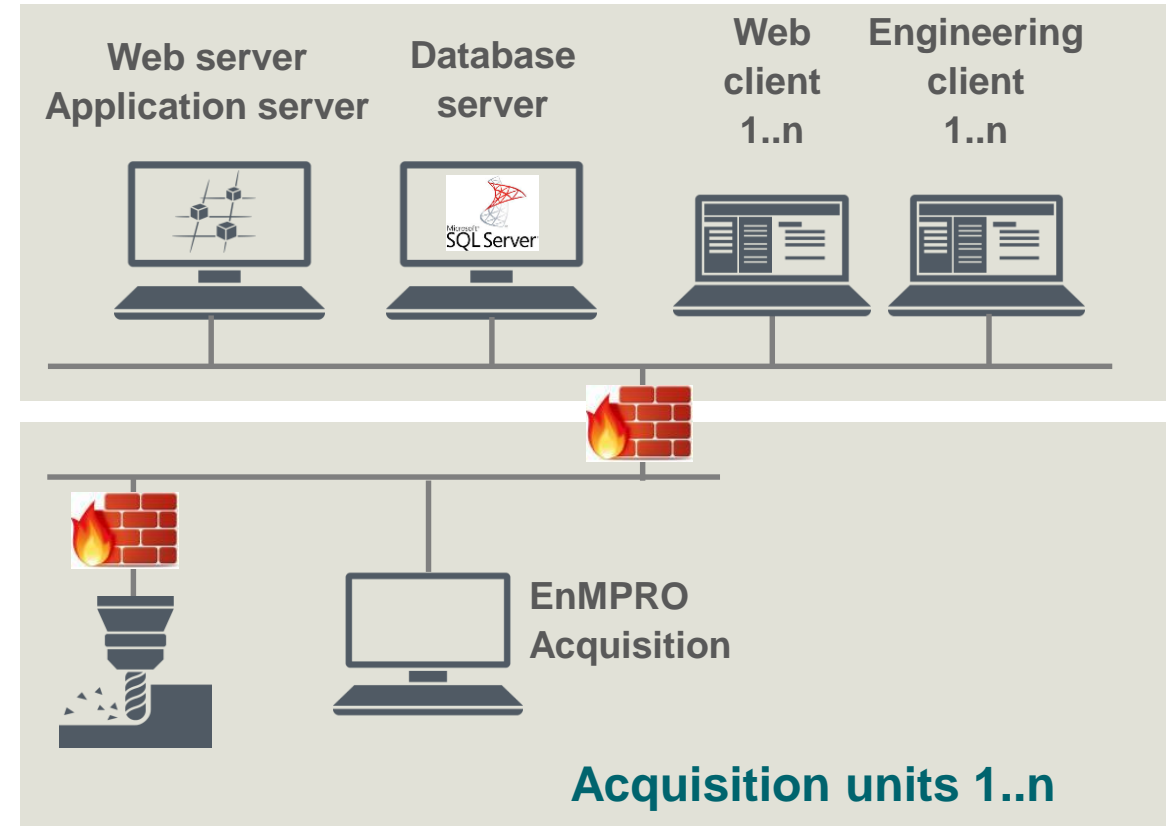 Web server
Application server
Database
server
Web
client
1..n
Engineering
client
1..n
Microsoft
SQL Server
EnMPRO
Acquisition
Acquisition units 1..n